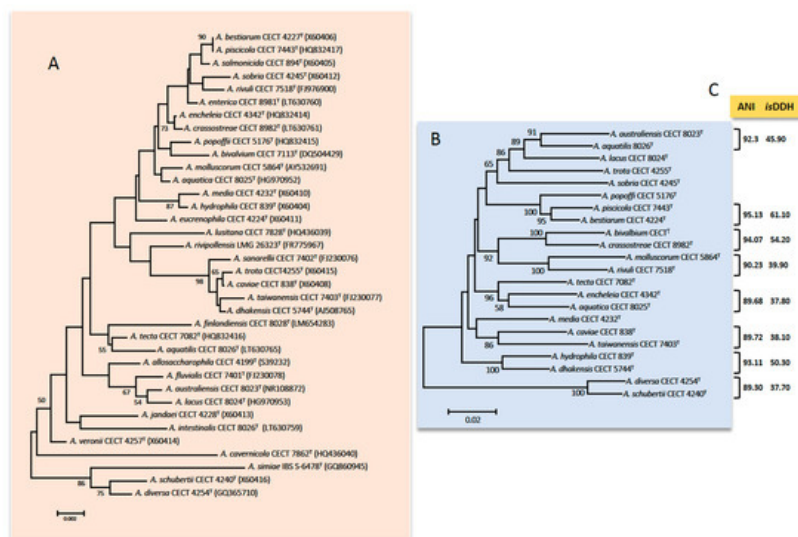 A
90
A. bestiarum CECT 4227ᵀ (X60406)
A. piscicola CECT 7443ᵀ (HQ832417)
A. salmonicida CECT 894ᵀ (X60405)
A. sobria CECT 4245ᵀ (X60412)
A. rivuli CECT 7518ᵀ (FJ976900)
A. enterica CECT 8981ᵀ (LT630760)
A. encheleia CECT 4342ᵀ (HQ832414)
73
A. crassostreae CECT 8982ᵀ (LT630761)
A. popoffii CECT 5176ᵀ (HQ832415)
A. bivalvium CECT 7113ᵀ (DQ504429)
A. molluscorum CECT 5864ᵀ (AY532691)
A. aquatica CECT 8025ᵀ (HG970952)
A. media CECT 4232ᵀ (X60410)
87
A. hydrophila CECT 839ᵀ (X60404)
A. eucrenophila CECT 4224ᵀ (X60411)
A. lusitana CECT 7828ᵀ (HQ436039)
A. rivipollensis LMG 26323ᵀ (FR775967)
A. sanarellii CECT 7402ᵀ (FJ230076)
65
A. trota CECT4255ᵀ (X60415)
98
A. caviae CECT 838ᵀ (X60408)
A. taiwanensis CECT 7403ᵀ (FJ230077)
A. dhakensis CECT 5744ᵀ (AJ508765)
A. finlandiensis CECT 8028ᵀ (LM654283)
A. tecta CECT 7082ᵀ (HQ832416)
55
A. aquatilis CECT 8026ᵀ (LT630765)
A. allosaccharophila CECT 4199ᵀ (S39232)
A. fluvialis CECT 7401ᵀ (FJ230078)
67
A. australiensis CECT 8023ᵀ (NR108872)
54
A. lacus CECT 8024ᵀ (HG970953)
50
A. jandaei CECT 4228ᵀ (X60413)
A. intestinalis CECT 8026ᵀ (LT630759)
A. veronii CECT 4257ᵀ (X60414)
A. cavernicola CECT 7862ᵀ (HQ436040)
A. simiae IBS S-6478ᵀ (GQ860945)
86
A. schubertii CECT 4240ᵀ (X60416)
75
A. diversa CECT 4254ᵀ (GQ365710)
B
91
A. australiensis CECT 8023ᵀ
89
A. aquatilis 8026ᵀ
86
A. lacus CECT 8024ᵀ
65
A. trota CECT 4255ᵀ
A. sobria CECT 4245ᵀ
A. popoffi CECT 5176ᵀ
100
A. piscicola CECT 7443ᵀ
95
A. bestiarum CECT 4224ᵀ
100
A. bivalbium CECTᵀ
A. crassostreae CECT 8982ᵀ
92
A. molluscorum CECT 5864ᵀ
100
A. rivuli CECT 7518ᵀ
A. tecta CECT 7082ᵀ
96
A. encheleia CECT 4342ᵀ
58
A. aquatica CECT 8025ᵀ
A. media CECT 4232ᵀ
A. caviae CECT 838ᵀ
86
A. taiwanensis CECT 7403ᵀ
A. hydrophila CECT 839ᵀ
100
A. dhakensis CECT 5744ᵀ
A. diversa CECT 4254ᵀ
100
A. schubertii CECT 4240ᵀ
0.02
C
ANI isDDH
92.3 45.90
95.13 61.10
94.07 54.20
90.23 39.90
89.68 37.80
89.72 38.10
93.11 50.30
89.30 37.70